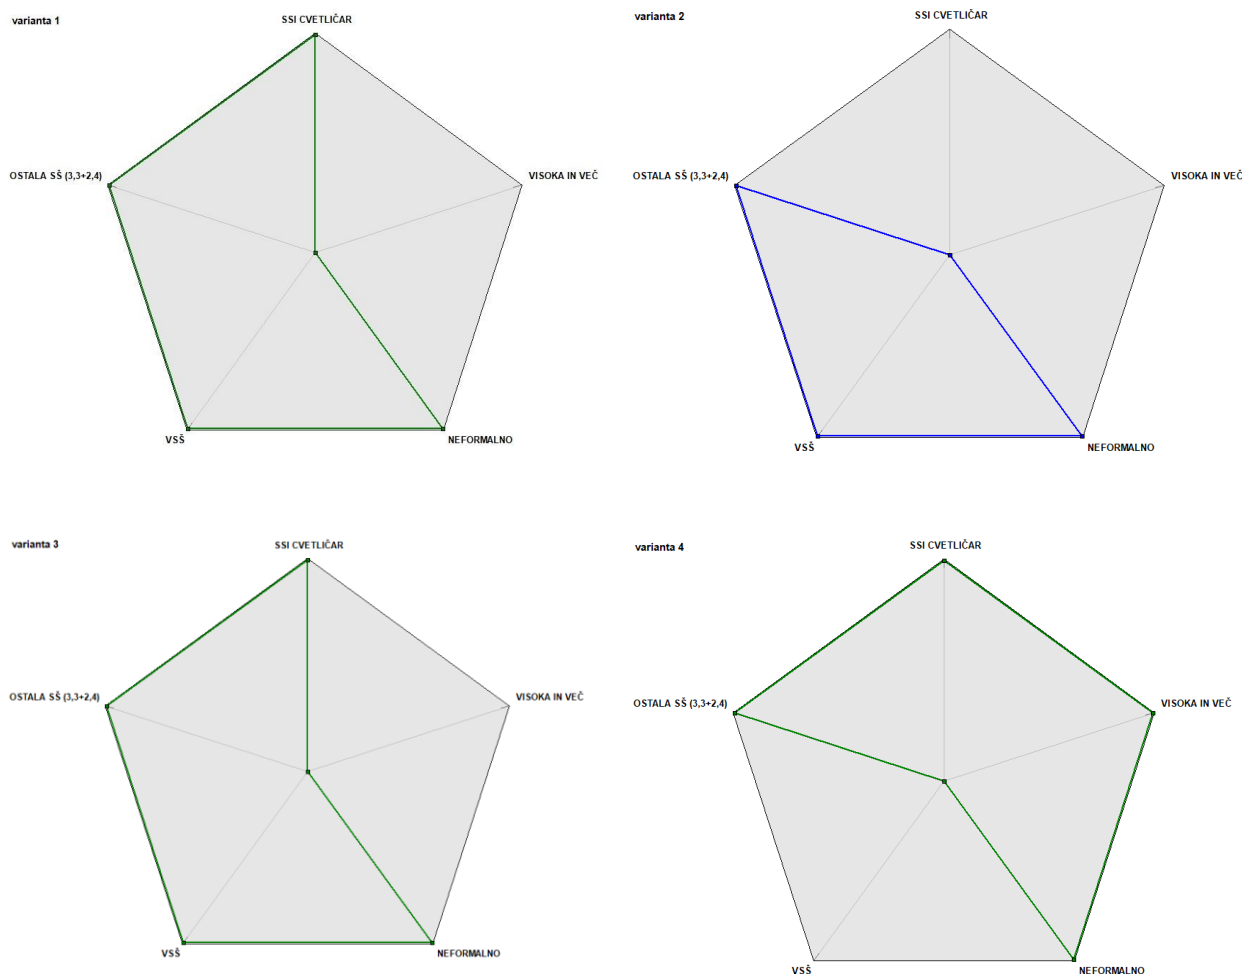 varianta 1
SSI CVETLIČAR
OSTALA SŠ (3,3+2,4)
VISOKA IN VEČ
VSŠ
NEFORMALNO
varianta 2
SSI CVETLIČAR
OSTALA SŠ (3,3+2,4)
VISOKA IN VEČ
VSŠ
NEFORMALNO
varianta 3
SSI CVETLIČAR
OSTALA SŠ (3,3+2,4)
VISOKA IN VEČ
VSŠ
NEFORMALNO
varianta 4
SSI CVETLIČAR
OSTALA SŠ (3,3+2,4)
VISOKA IN VEČ
VSŠ
NEFORMALNO